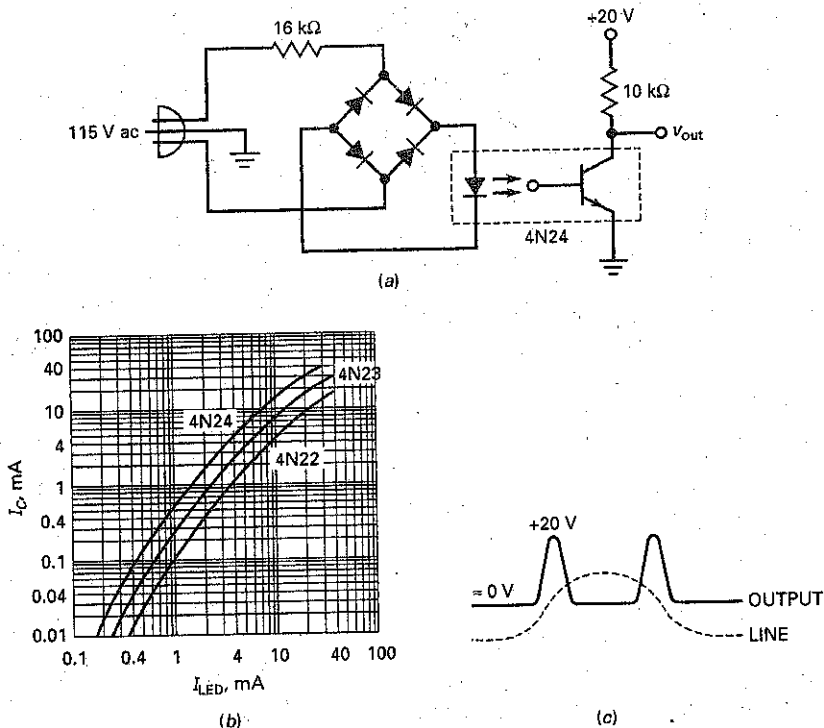 16 kΩ
+20 V
10 kΩ
115 V ac
v_out
4N24
(a)
100
40
10
4
1
0.4
0.1
0.04
0.01
I_C, mA
4N24
4N23
4N22
0.1
0.4
1
4
10
40
100
I_LED, mA
(b)
+20 V
≈ 0 V
OUTPUT
LINE
(c)